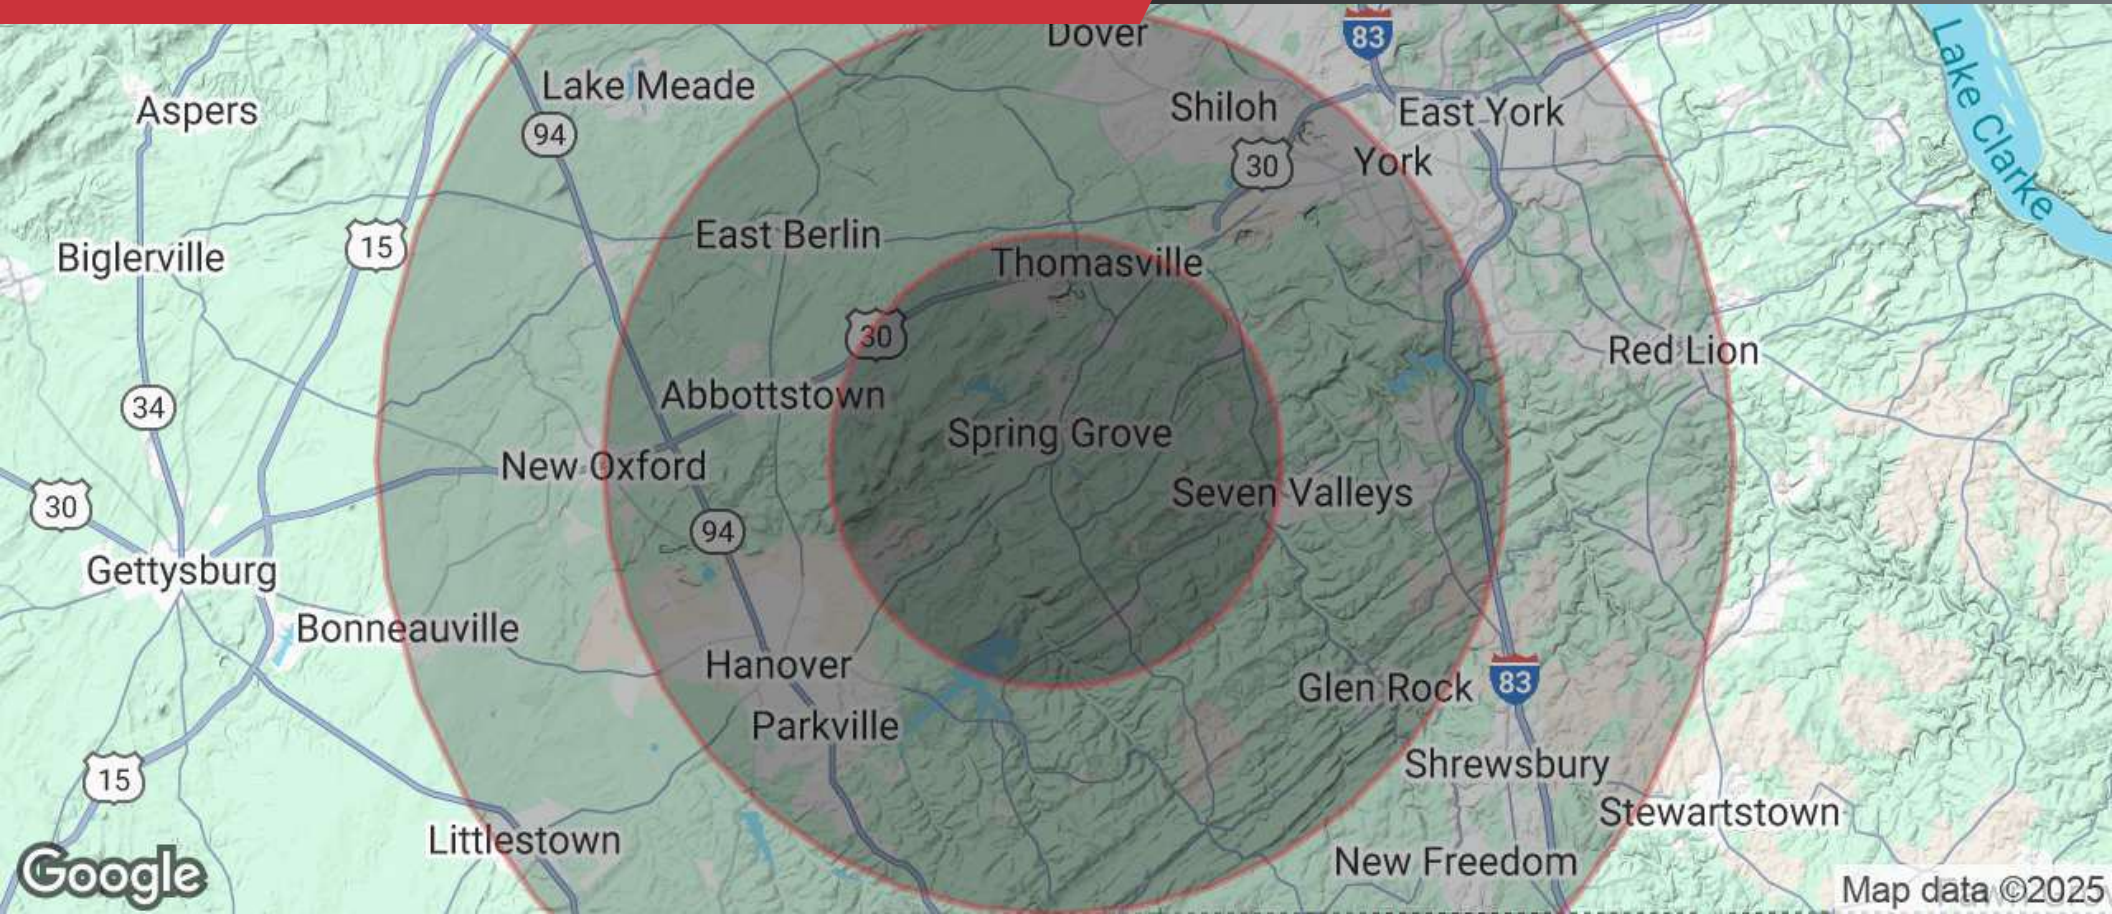 Dover
83
Lake Meade
Aspers
Shiloh
East York
94
30
York
Lake Clarke
East Berlin
15
Biglerville
Thomasville
30
Red Lion
Abbottstown
34
Spring Grove
New Oxford
Seven Valleys
30
94
Gettysburg
Bonneauville
Hanover
Glen Rock
83
Parkville
Shrewsbury
15
Stewartstown
Littlestown
New Freedom
Google
Map data ©2025